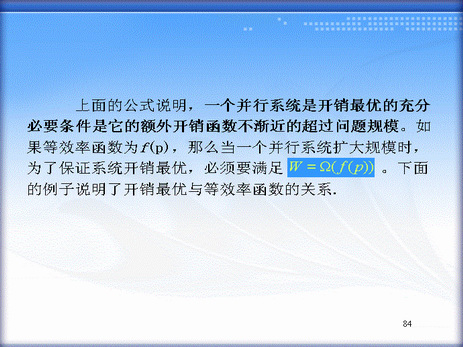 上面的公式说明，一个并行系统是开销最优的充分
必要条件是它的额外开销函数不渐近的超过问题规模。如
果等效率函数为f(p)，那么当一个并行系统扩大规模时，
为了保证系统开销最优，必须要满足 W = Ω(f(p)) 。下面
的例子说明了开销最优与等效率函数的关系.
84